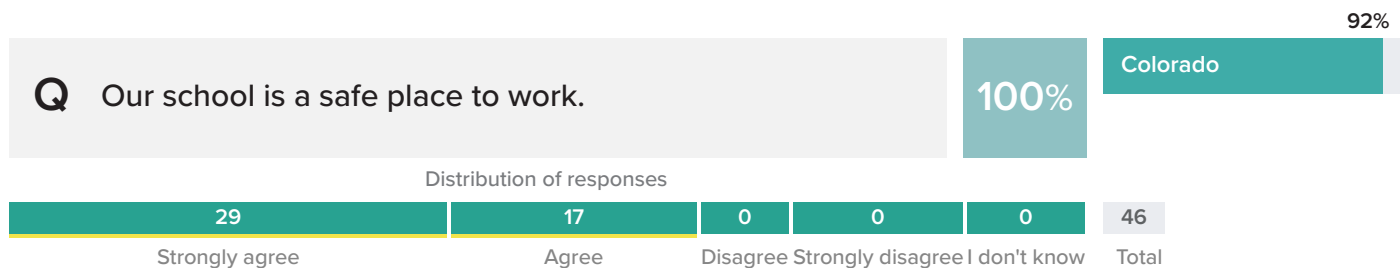 92%
Q Our school is a safe place to work.
100%
Colorado
Distribution of responses
29 17 0 0 0 46
Strongly agree Agree Disagree Strongly disagree I don't know Total